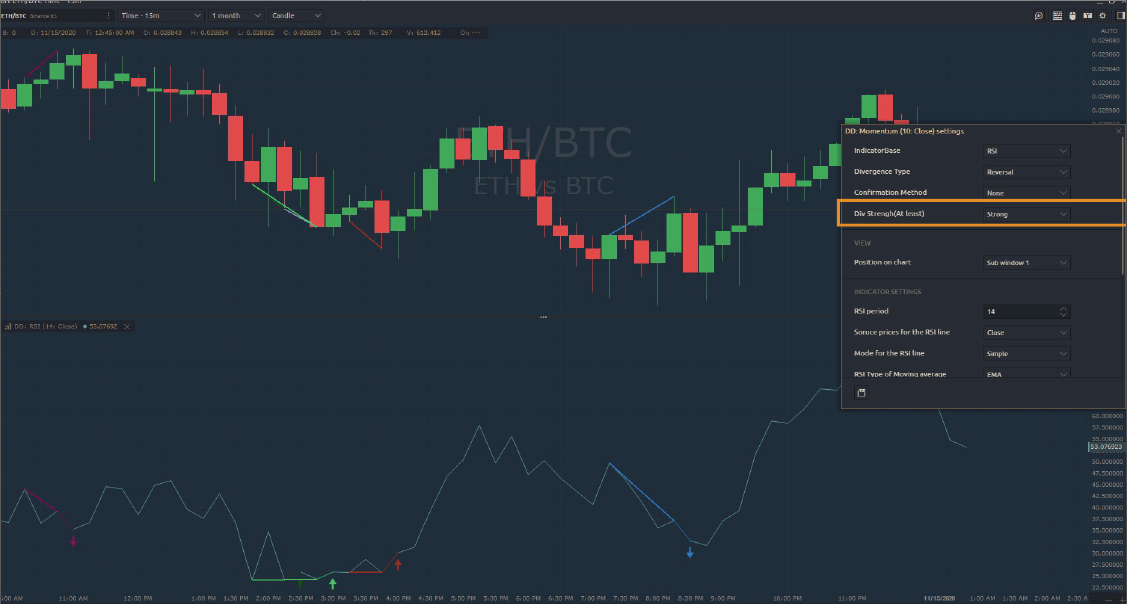 ETH/BTC Binance
Time - 15m
1 month
Candle
B: 0 D: 11/15/2020 T: 12:45:00 AM O: 0.028843 H: 0.028854 L: 0.028832 C: 0.028838 Ch: -0.02 Th: 297 V: 612.412 OI: ---
AUTO
0.029080
0.029060
0.029040
0.029020
0.029000
0.028980
ETH/BTC
ETH vs BTC
DD: Momentum (10: Close) settings
IndicatorBase RSI
Divergence Type Reversal
Confirmation Method None
Div Strengh(At least) Strong
VIEW
Position on chart Sub window 1
INDICATOR SETTINGS
RSI period 14
Soruce prices for the RSI line Close
Mode for the RSI line Simple
RSI Type of Moving average EMA
DD: RSI (14: Close) 53.07692
60.000000
57.500000
55.000000
53.076923
50.000000
47.500000
45.000000
42.500000
40.000000
37.500000
35.000000
32.500000
30.000000
27.500000
25.000000
22.500000
:00 AM 11:00 AM 12:00 PM 1:00 PM 1:30 PM 2:00 PM 2:30 PM 3:00 PM 3:30 PM 4:00 PM 4:30 PM 5:00 PM 5:30 PM 6:00 PM 6:30 PM 7:00 PM 7:30 PM 8:00 PM 8:30 PM 9:00 PM 10:00 PM 11:00 PM 11/15/2020 1:00 AM 1:30 AM 2:00 AM 2:30 A